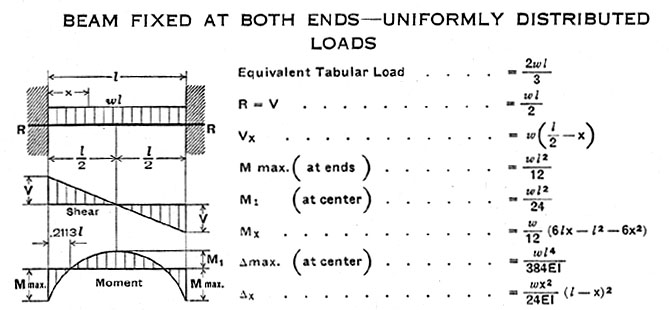 BEAM FIXED AT BOTH ENDS—UNIFORMLY DISTRIBUTED
LOADS
l
x
wl
R
R
l/2
l/2
V
Shear
V
.2113l
M₁
M max.
Moment
M max.
Equivalent Tabular Load . . . . . = 2wl/3
R = V . . . . . . . . . . = wl/2
Vx . . . . . . . . . . . = w(l/2 − x)
M max. (at ends) . . . . . . = wl²/12
M₁ (at center) . . . . . . = wl²/24
Mx . . . . . . . . . . . = w/12 (6lx − l² − 6x²)
Δmax. (at center) . . . . . . = wl⁴/384EI
Δx . . . . . . . . . . . = wx²/24EI (l − x)²